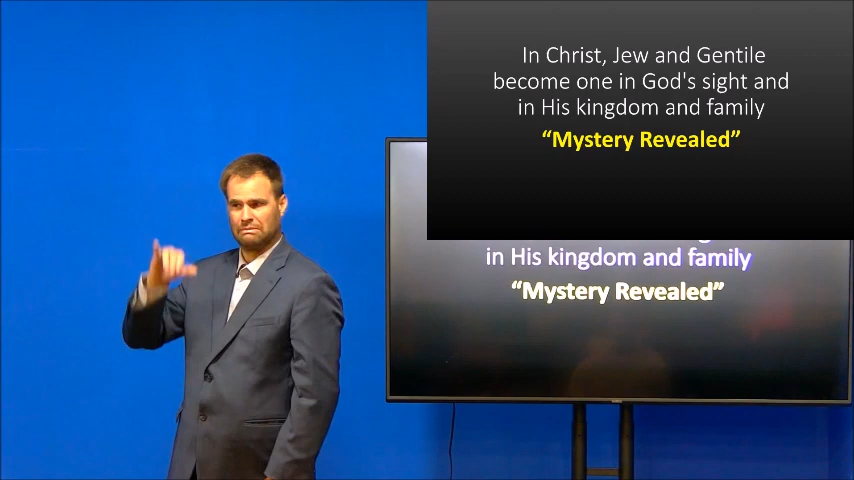 In Christ, Jew and Gentile
become one in God's sight and
in His kingdom and family
“Mystery Revealed”
in His kingdom and family
“Mystery Revealed”